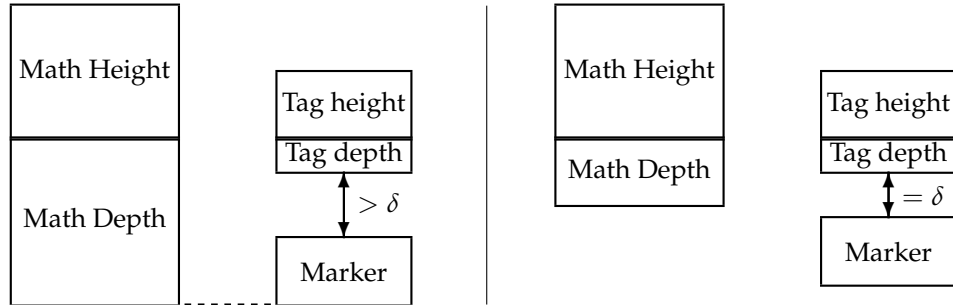 Math Height
Tag height
Tag depth
Math Depth
> δ
Marker
Math Height
Tag height
Tag depth
Math Depth
= δ
Marker